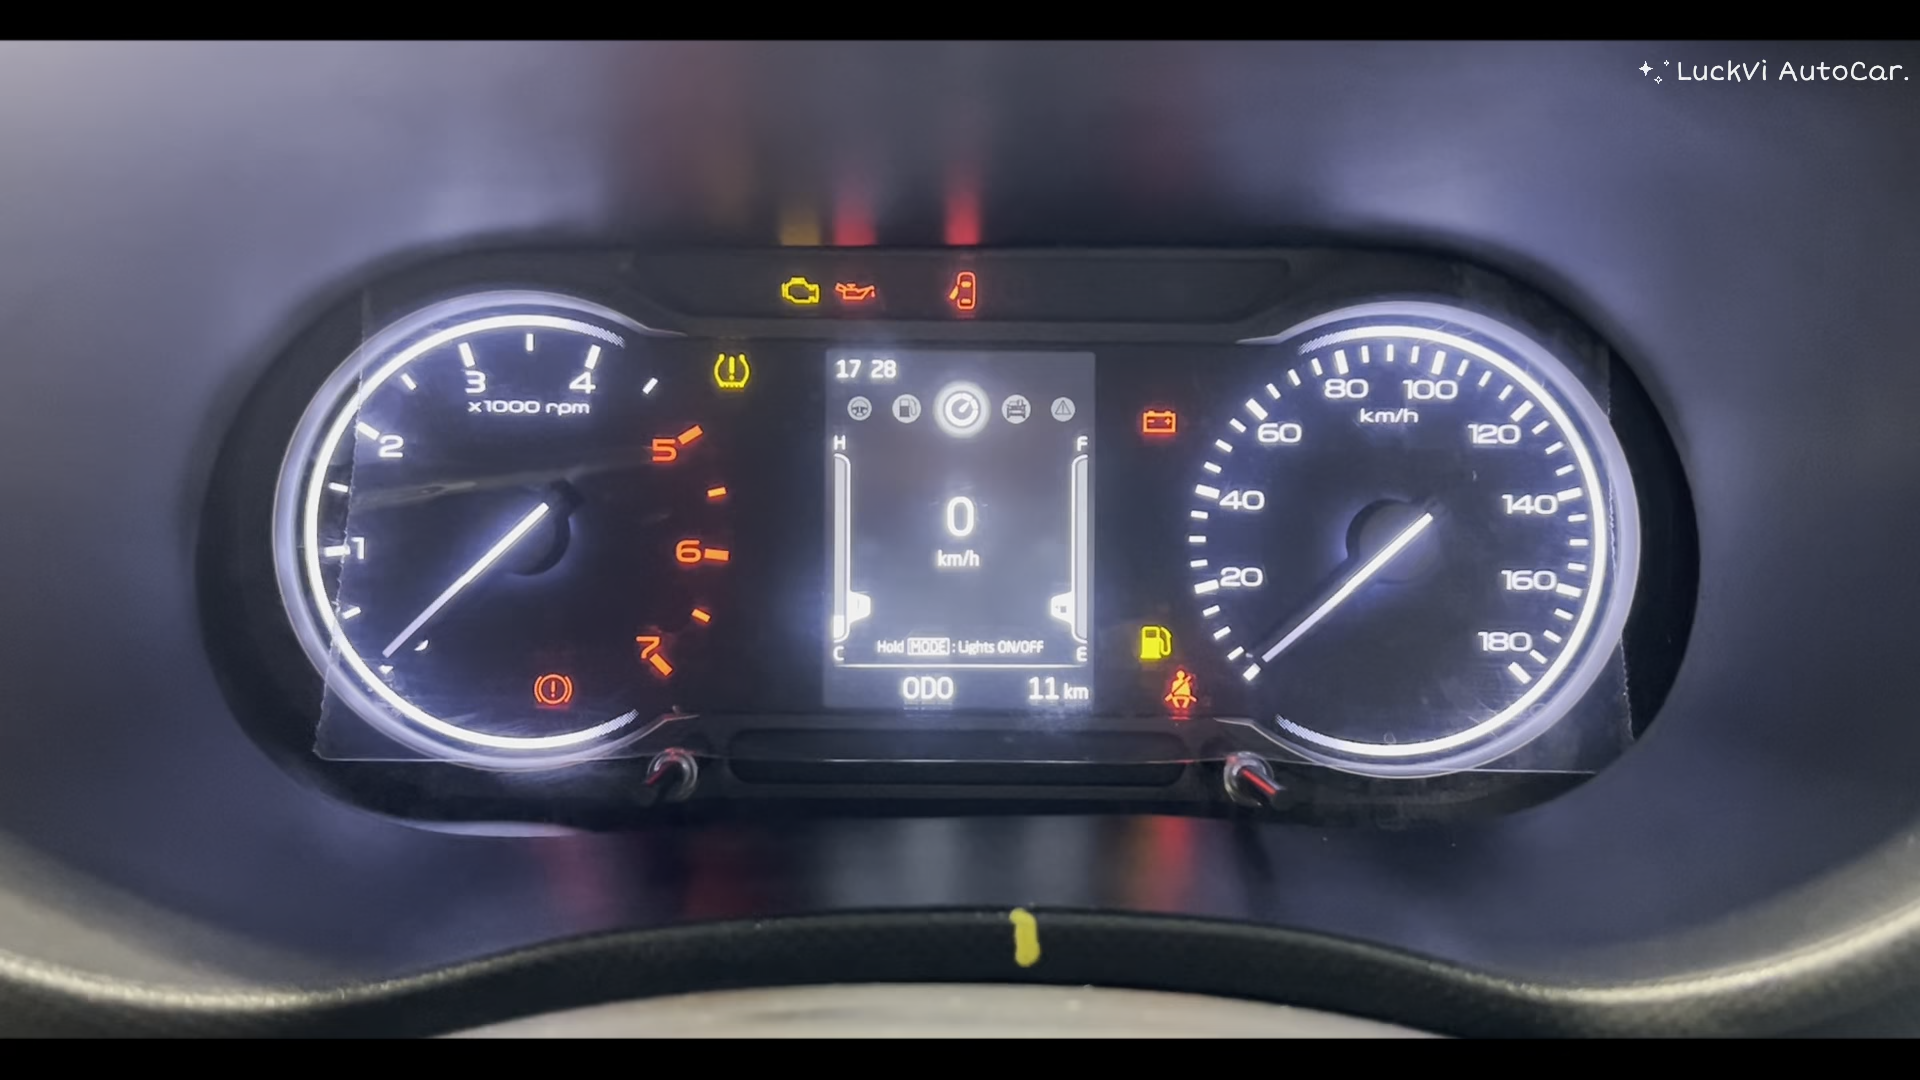 LuckVi AutoCar.
17 28
3
4
x1000 rpm
2
5
1
6
7
H
F
0
km/h
C
E
Hold MODE : Lights ON/OFF
ODO 11 km
80
100
km/h
60
120
40
140
20
160
180